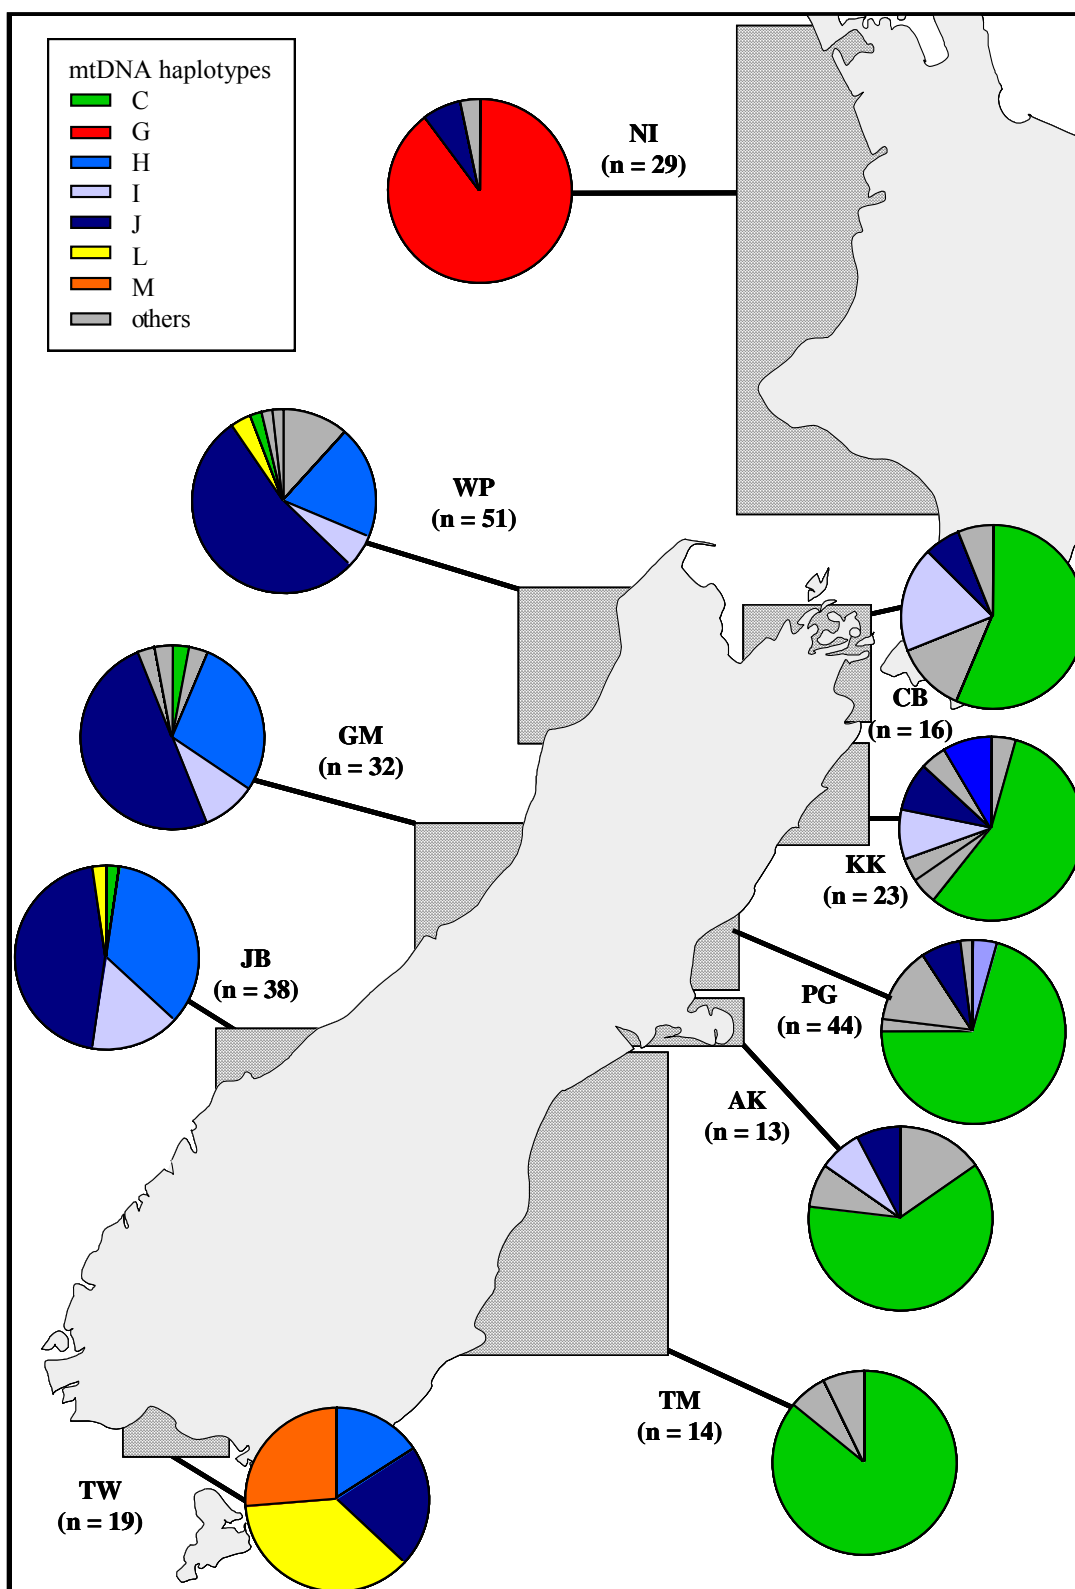 mtDNA haplotypes
C
G
H
I
J
L
M
others
NI
(n = 29)
WP
(n = 51)
CB
(n = 16)
GM
(n = 32)
KK
(n = 23)
JB
(n = 38)
PG
(n = 44)
AK
(n = 13)
TM
(n = 14)
TW
(n = 19)